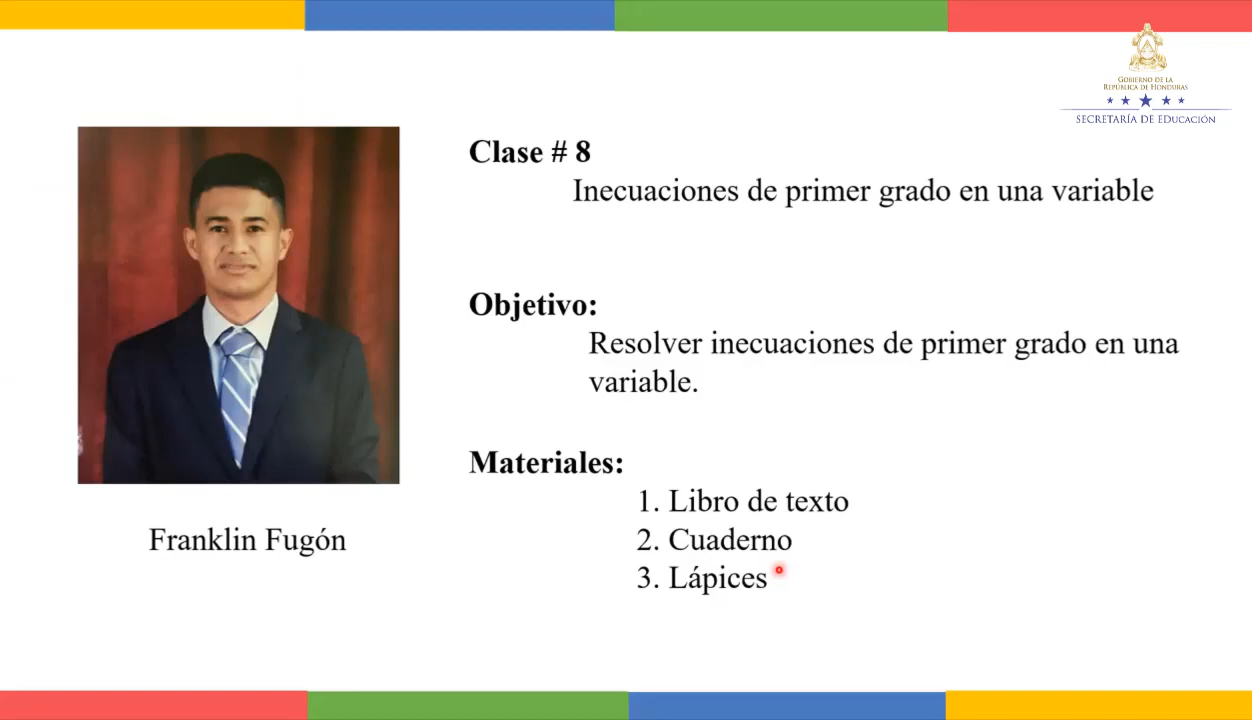 GOBIERNO DE LA
REPÚBLICA DE HONDURAS
SECRETARÍA DE EDUCACIÓN
Clase # 8
Inecuaciones de primer grado en una variable
Objetivo:
Resolver inecuaciones de primer grado en una
variable.
Materiales:
1. Libro de texto
2. Cuaderno
3. Lápices
Franklin Fugón